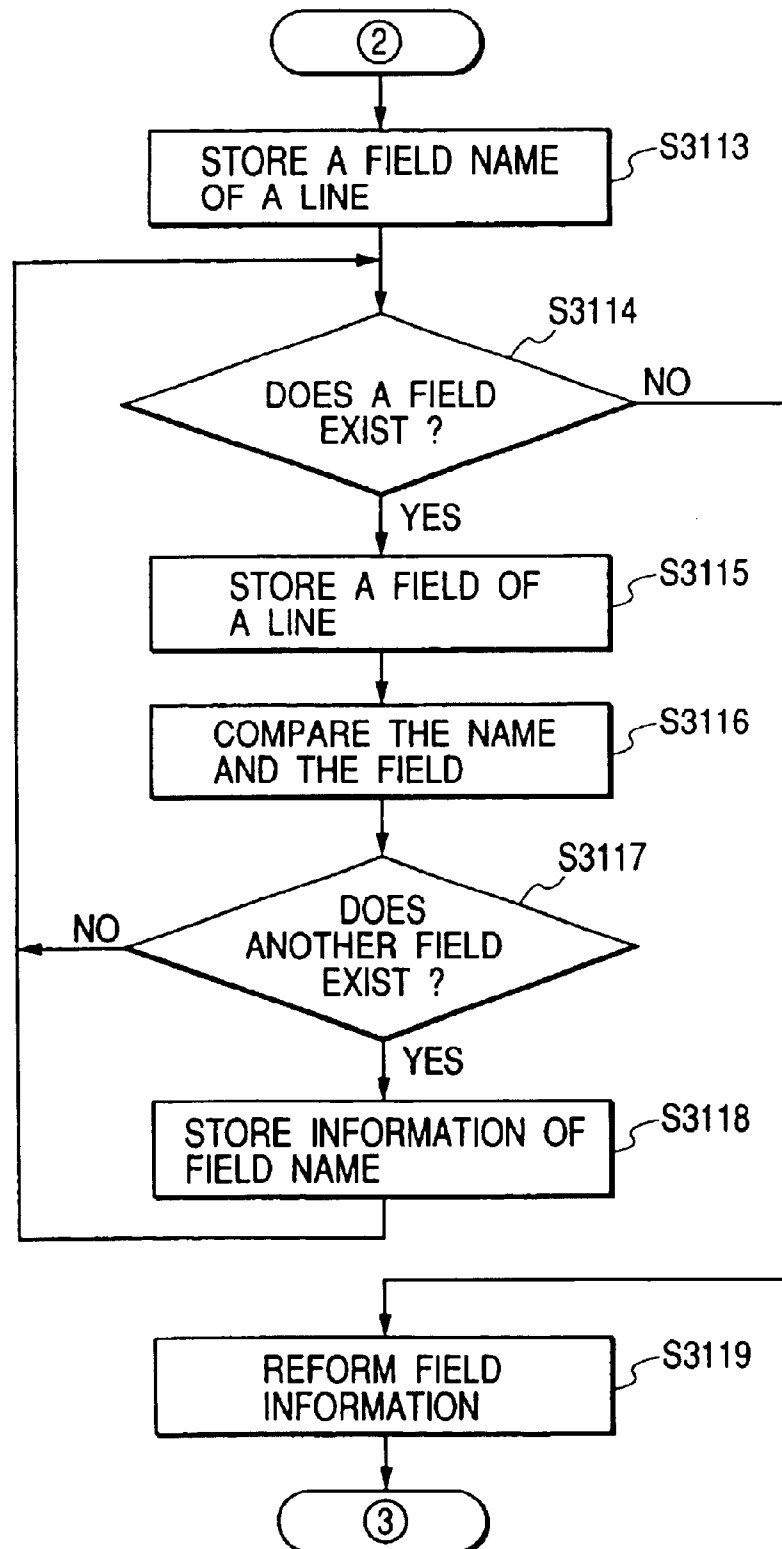 2
STORE A FIELD NAME
OF A LINE
S3113
S3114
DOES A FIELD
EXIST ?
NO
YES
STORE A FIELD OF
A LINE
S3115
COMPARE THE NAME
AND THE FIELD
S3116
S3117
DOES
ANOTHER FIELD
EXIST ?
NO
YES
STORE INFORMATION OF
FIELD NAME
S3118
REFORM FIELD
INFORMATION
S3119
3